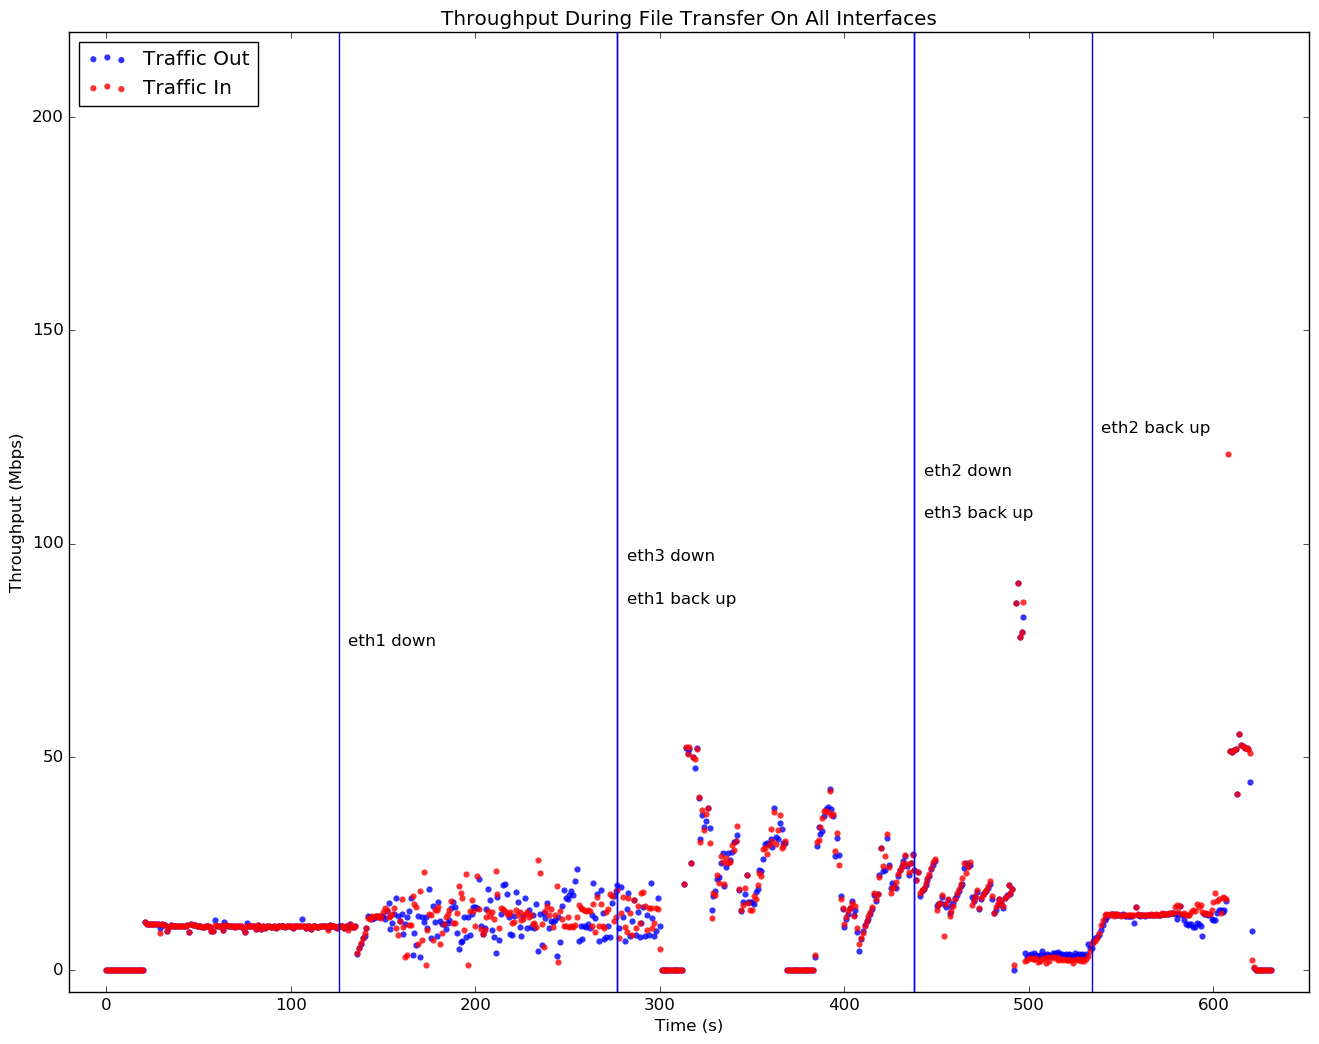 Throughput During File Transfer On All Interfaces
Traffic Out
Traffic In
200
150
100
50
0
Throughput (Mbps)
eth1 down
eth3 down
eth1 back up
eth2 down
eth3 back up
eth2 back up
0 100 200 300 400 500 600
Time (s)